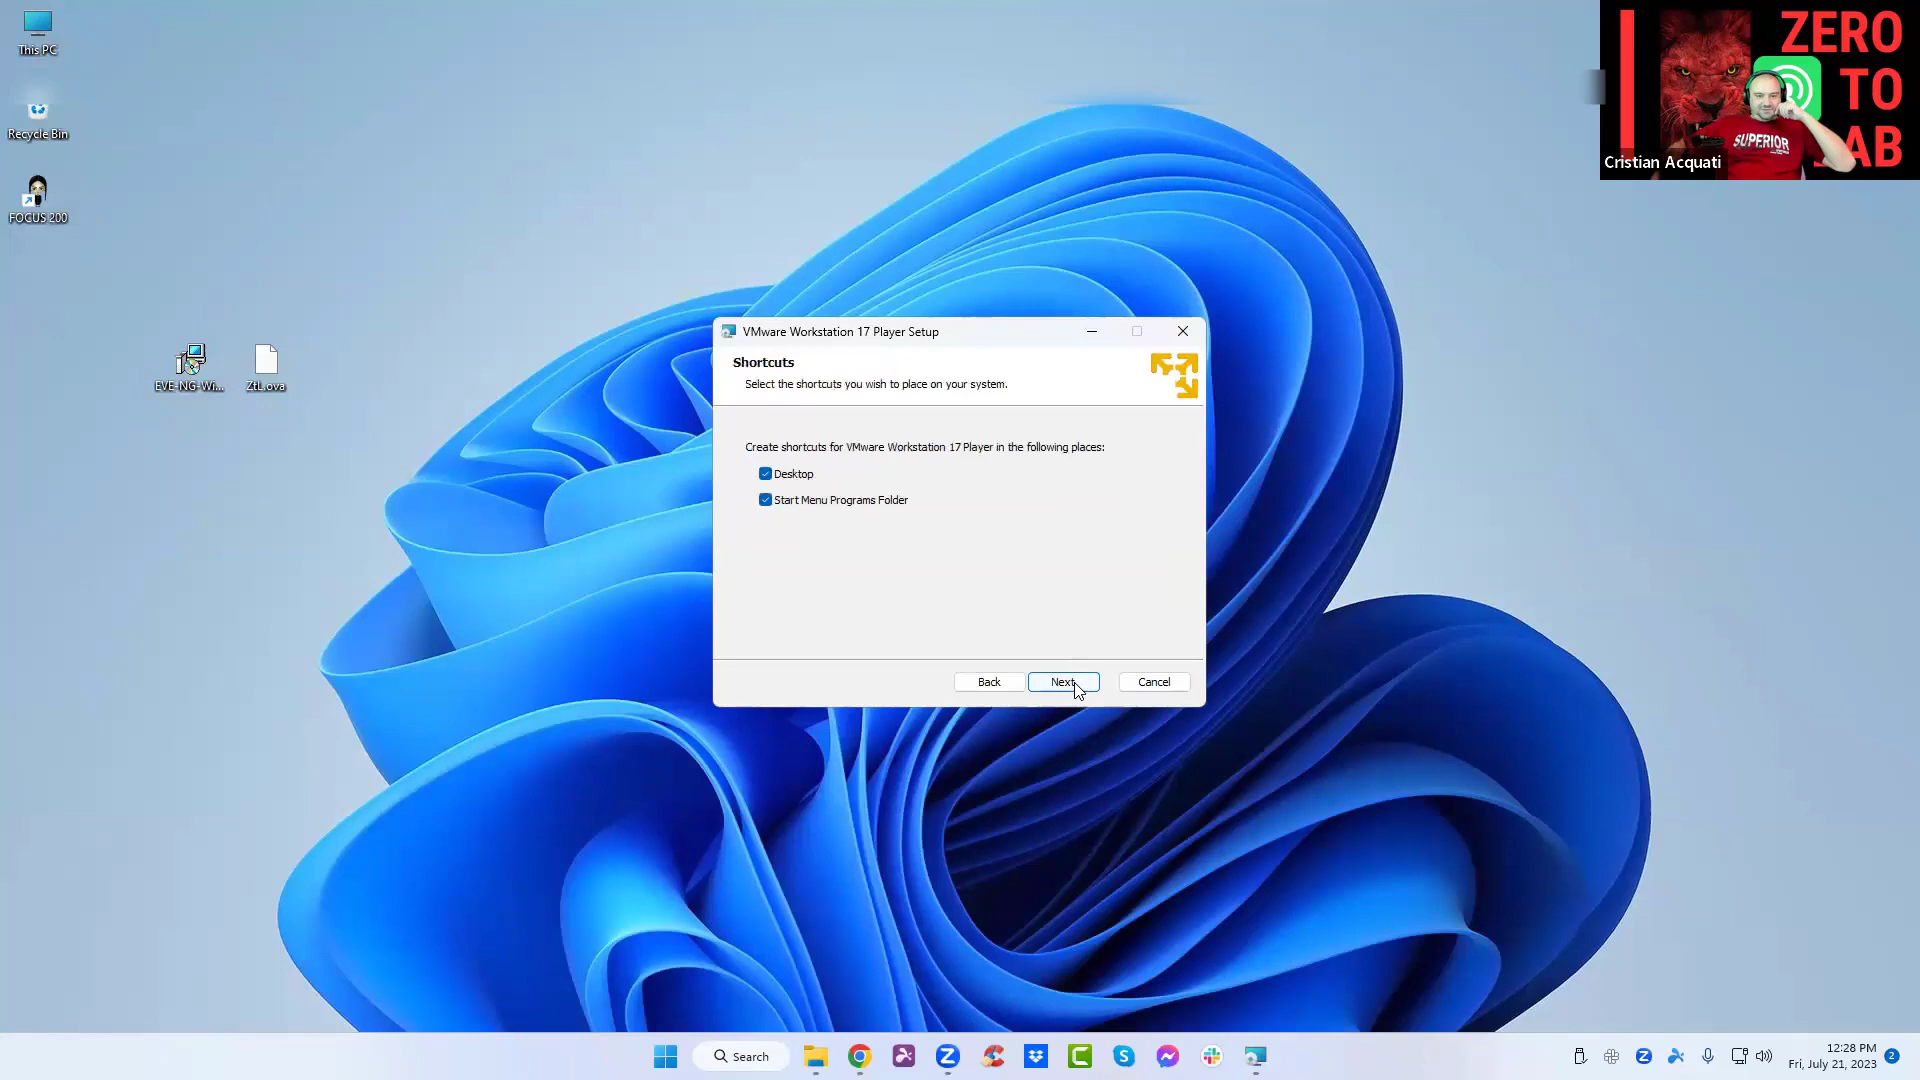 This PC
Recycle Bin
FOCUS 200
EVE-NG-Wi...
ZtL.ova
ZERO
TO
AB
SUPERIOR
Cristian Acquati
VMware Workstation 17 Player Setup
Shortcuts
Select the shortcuts you wish to place on your system.
Create shortcuts for VMware Workstation 17 Player in the following places:
Desktop
Start Menu Programs Folder
Back
Next
Cancel
Search
12:28 PM
Fri, July 21, 2023
2